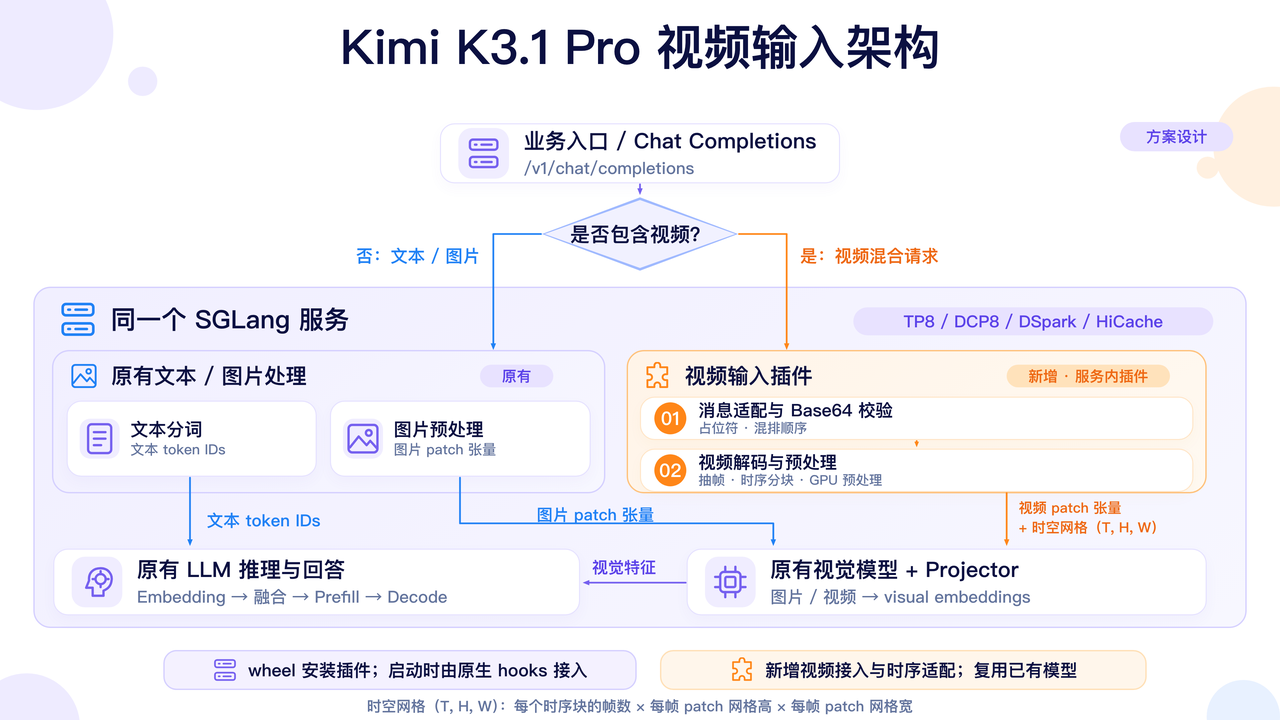 Kimi K3.1 Pro 视频输入架构
方案设计
业务入口 / Chat Completions
/v1/chat/completions
是否包含视频?
否：文本 / 图片
是：视频混合请求
同一个 SGLang 服务
TP8 / DCP8 / DSpark / HiCache
原有文本 / 图片处理
原有
文本分词
文本 token IDs
图片预处理
图片 patch 张量
视频输入插件
新增 · 服务内插件
01
消息适配与 Base64 校验
占位符 · 混排顺序
02
视频解码与预处理
抽帧 · 时序分块 · GPU 预处理
文本 token IDs
图片 patch 张量
视频 patch 张量
+ 时空网格（T, H, W）
原有 LLM 推理与回答
Embedding → 融合 → Prefill → Decode
视觉特征
原有视觉模型 + Projector
图片 / 视频 → visual embeddings
wheel 安装插件；启动时由原生 hooks 接入
新增视频接入与时序适配；复用已有模型
时空网格（T, H, W）：每个时序块的帧数 × 每帧 patch 网格高 × 每帧 patch 网格宽